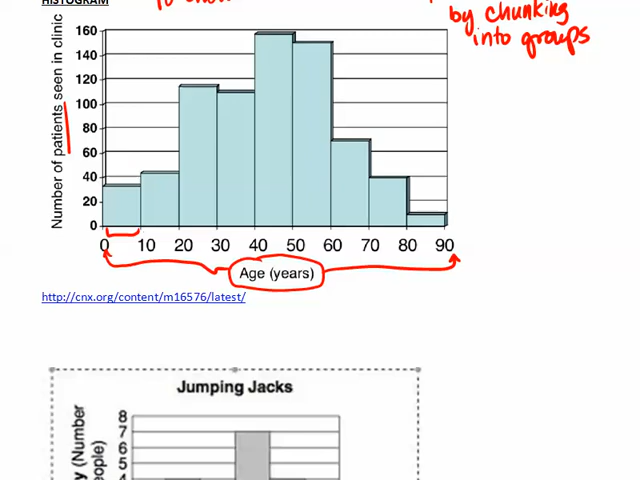 HISTOGRAM
To
by chunking
into groups
Number of patients seen in clinic
160
140
120
100
80
60
40
20
0
0 10 20 30 40 50 60 70 80 90
Age (years)
http://cnx.org/content/m16576/latest/
Jumping Jacks
(Number
8
7
6
5
4